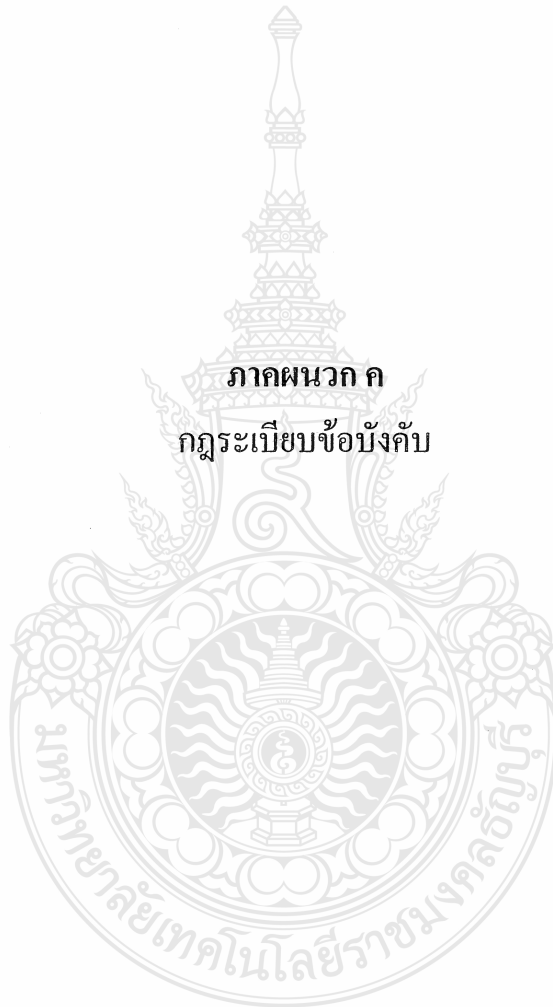 ภาคผนวก ค
กฎระเบียบข้อบังคับ
มหาวิทยาลัยเทคโนโลยีราชมงคลธัญบุรี